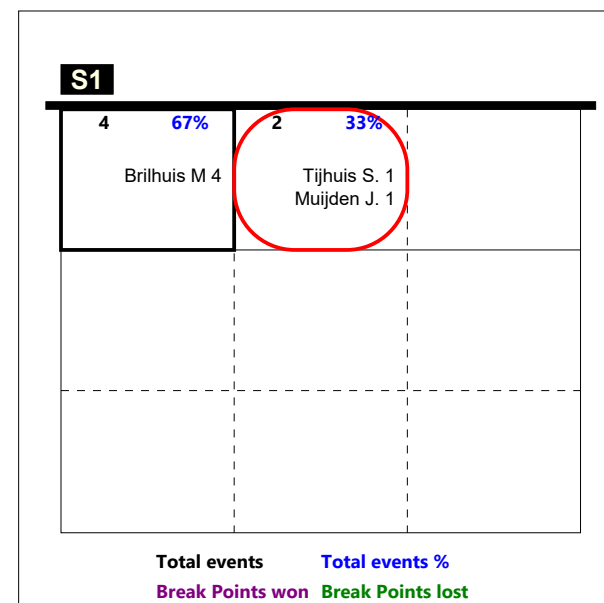 S1
4 67% 2 33%
Brilhuis M 4 Tijhuis S. 1
Muijden J. 1
Total events Total events %
Break Points won Break Points lost